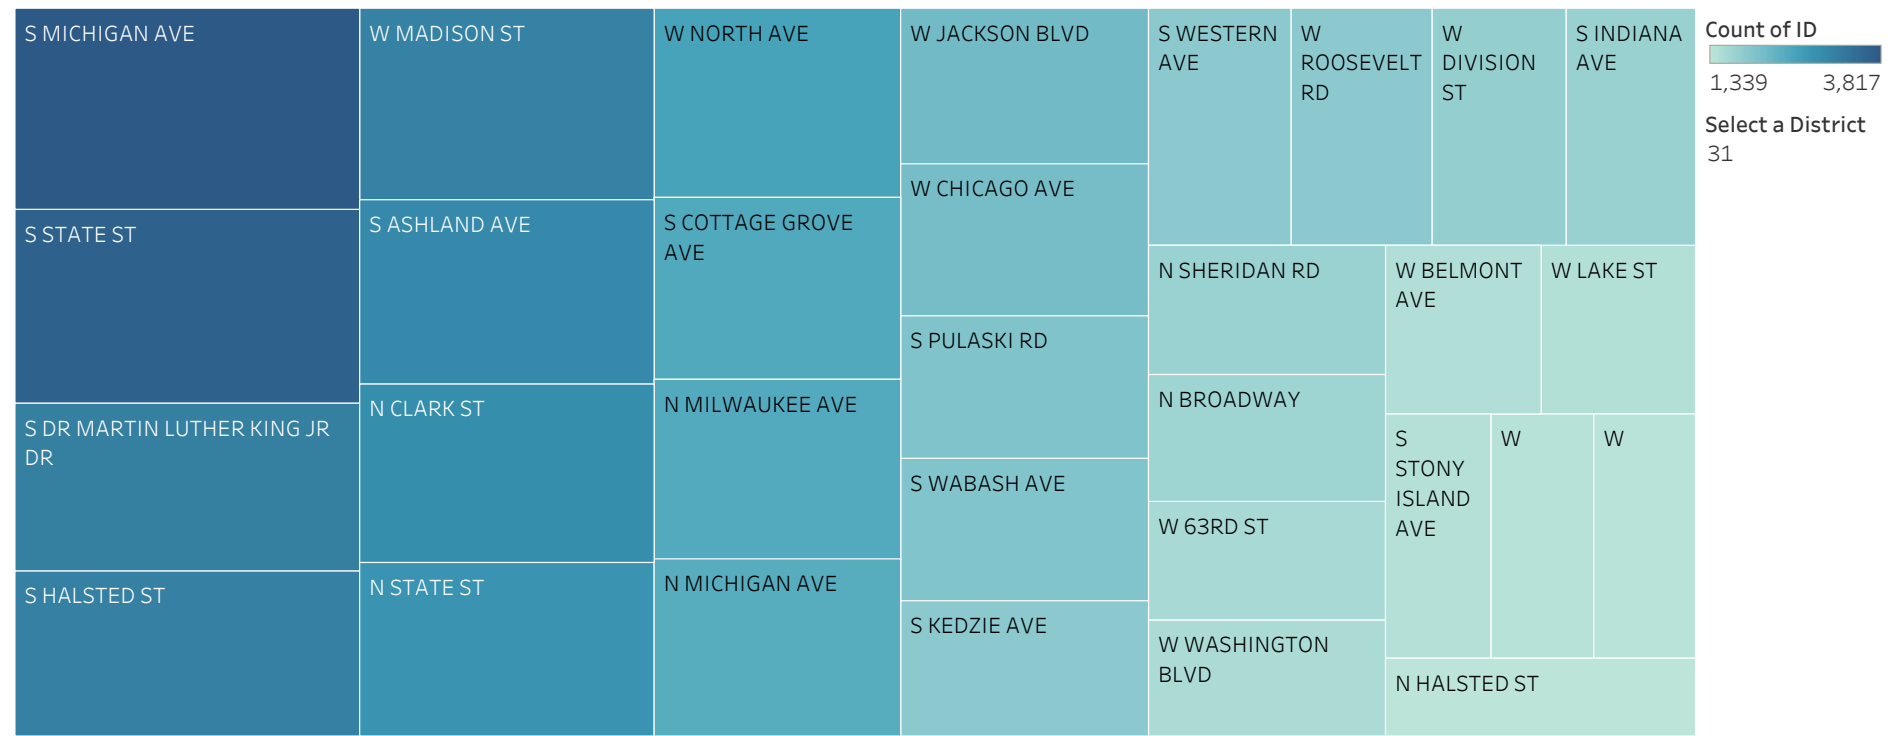 S MICHIGAN AVE
S STATE ST
S DR MARTIN LUTHER KING JR
DR
S HALSTED ST
W MADISON ST
S ASHLAND AVE
N CLARK ST
N STATE ST
W NORTH AVE
S COTTAGE GROVE
AVE
N MILWAUKEE AVE
N MICHIGAN AVE
W JACKSON BLVD
W CHICAGO AVE
S PULASKI RD
S WABASH AVE
S KEDZIE AVE
S WESTERN
AVE
W
ROOSEVELT
RD
W
DIVISION
ST
S INDIANA
AVE
N SHERIDAN RD
N BROADWAY
W 63RD ST
W WASHINGTON
BLVD
W BELMONT
AVE
W LAKE ST
S
STONY
ISLAND
AVE
W
W
N HALSTED ST
Count of ID
1,339 3,817
Select a District
31